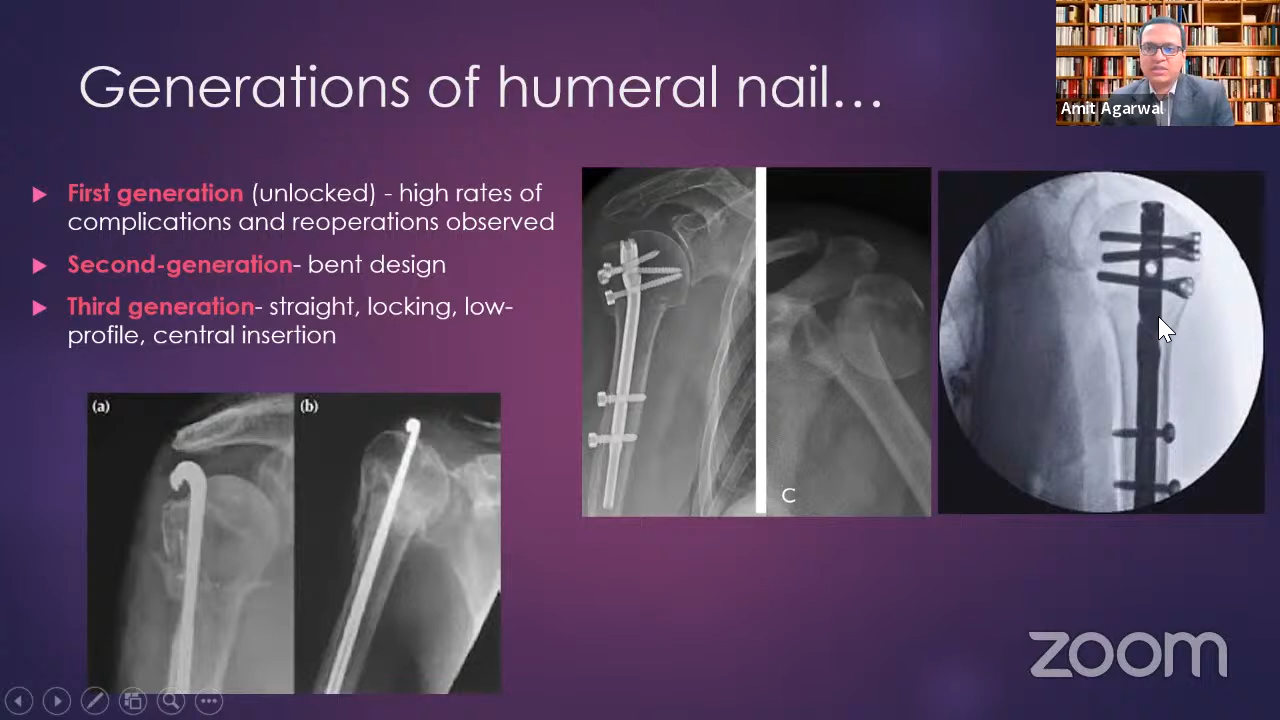 Generations of humeral nail…
Amit Agarwal
First generation (unlocked) - high rates of
complications and reoperations observed
Second-generation- bent design
Third generation- straight, locking, low-
profile, central insertion
(a)
(b)
C
zoom